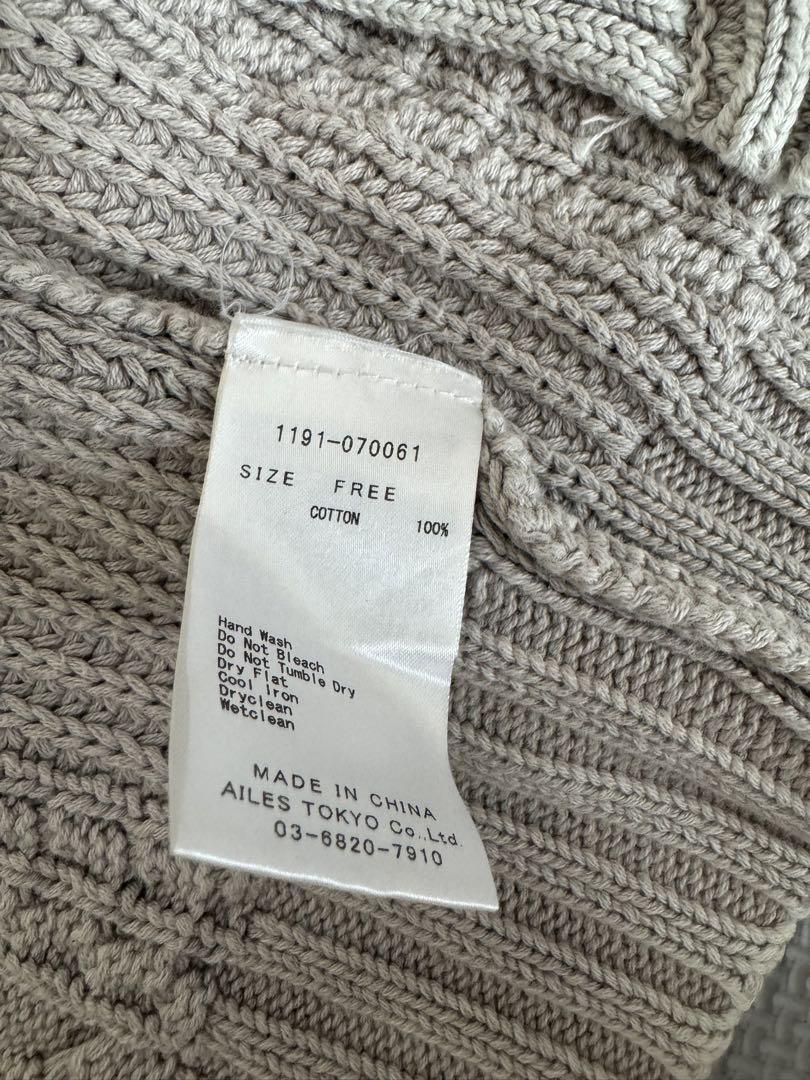 1191-070061
SIZE FREE
COTTON 100%
Hand Wash
Do Not Bleach
Do Not Tumble Dry
Dry Flat
Cool Iron
Dryclean
Wetclean
MADE IN CHINA
AILES TOKYO Co.,Ltd.
03-6820-7910